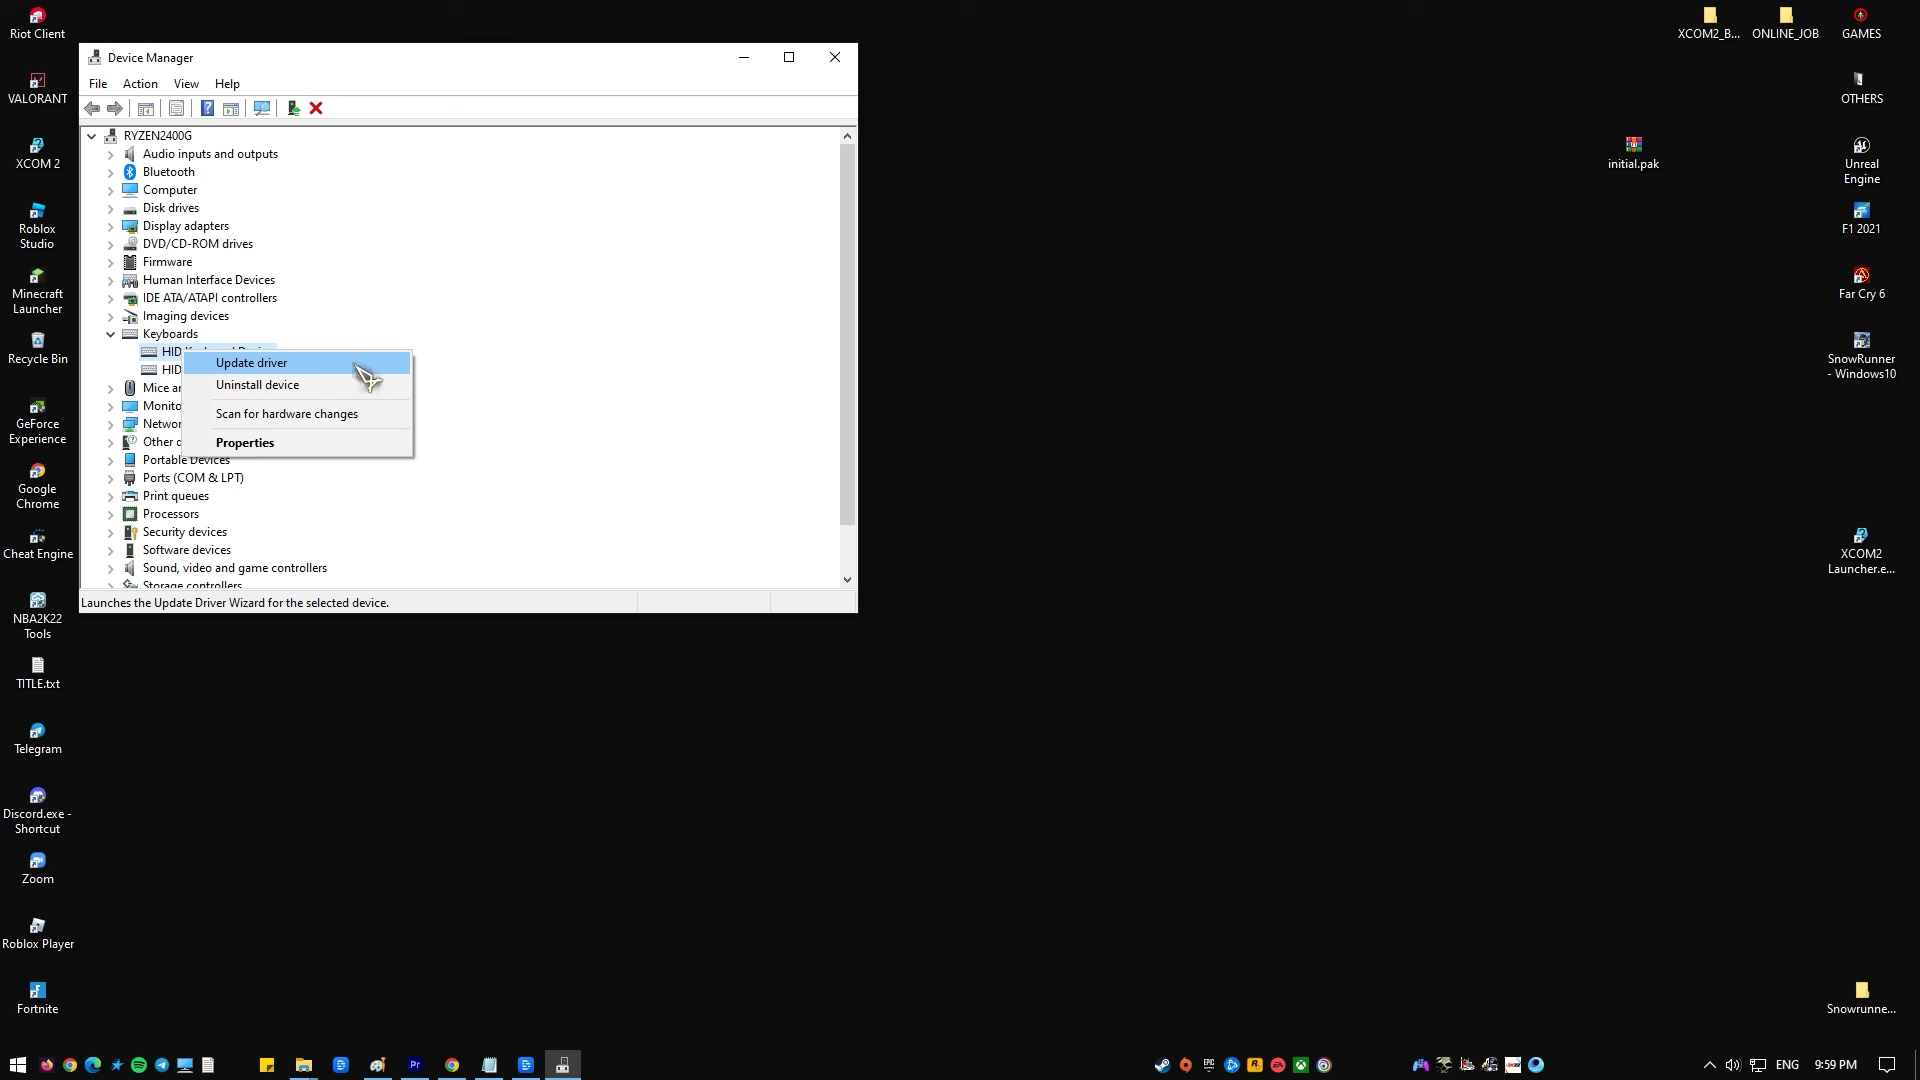 Riot Client
VALORANT
XCOM 2
Roblox
Studio
Minecraft
Launcher
Recycle Bin
GeForce
Experience
Google
Chrome
Cheat Engine
NBA2K22
Tools
TITLE.txt
Telegram
Discord.exe -
Shortcut
Zoom
Roblox Player
Fortnite
Device Manager
File Action View Help
RYZEN2400G
Audio inputs and outputs
Bluetooth
Computer
Disk drives
Display adapters
DVD/CD-ROM drives
Firmware
Human Interface Devices
IDE ATA/ATAPI controllers
Imaging devices
Keyboards
HID
HID
Mice ar
Monito
Networ
Other d
Portable Devices
Ports (COM & LPT)
Print queues
Processors
Security devices
Software devices
Sound, video and game controllers
Storage controllers
Update driver
Uninstall device
Scan for hardware changes
Properties
Launches the Update Driver Wizard for the selected device.
XCOM2_B...
ONLINE_JOB
GAMES
OTHERS
initial.pak
Unreal
Engine
F1 2021
Far Cry 6
SnowRunner
- Windows10
XCOM2
Launcher.e...
Snowrunne...
Pr
EPIC
EA
ENG
9:59 PM